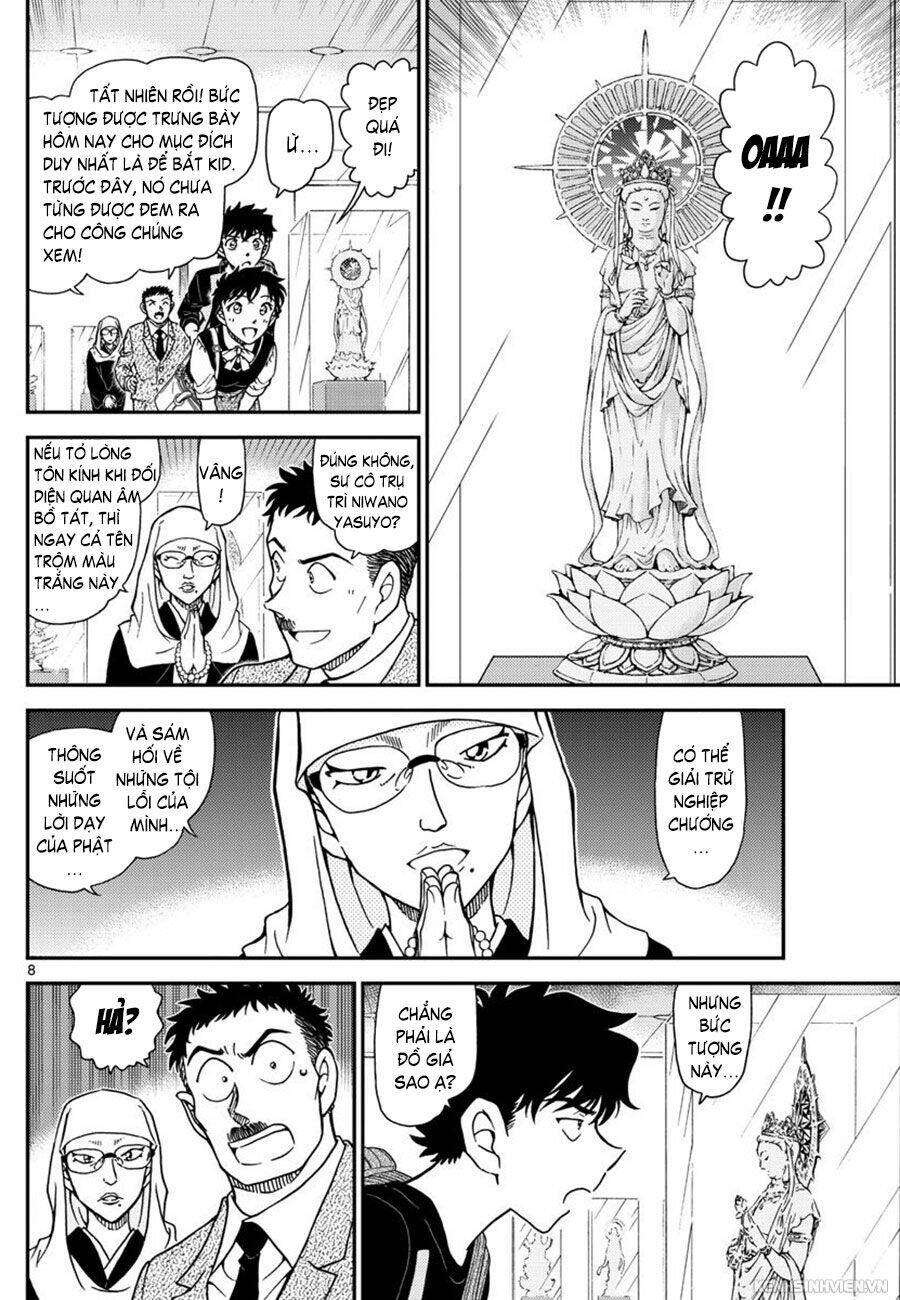 OAAA
!!
ĐẸP
QUÁ
ĐI!
Ừ...
TẤT NHIÊN RỒI! BỨC
TƯỢNG ĐƯỢC TRƯNG BÀY
HÔM NAY CHO MỤC ĐÍCH
DUY NHẤT LÀ ĐỂ BẮT KID.
TRƯỚC ĐÂY, NÓ CHƯA
TỪNG ĐƯỢC ĐEM RA
CHO CÔNG CHÚNG
XEM!
ĐÚNG KHÔNG,
SƯ CÔ TRỤ
TRÌ NIWANO
YASUYO?
VÂNG
!
NẾU TỎ LÒNG
TÔN KÍNH KHI ĐỐI
DIỆN QUAN ÂM
BỒ TÁT, THÌ
NGAY CẢ TÊN
TRỘM MÀU
TRẮNG NÀY
...
CÓ THỂ
GIẢI TRỪ
NGHIỆP
CHƯỚNG
...
VÀ SÁM
HỐI VỀ
NHỮNG TỘI
LỖI CỦA
MÌNH...
THÔNG
SUỐT
NHỮNG
LỜI DẠY
CỦA PHẬT
...
8
NHƯNG
BỨC
TƯỢNG
NÀY...
CHẲNG
PHẢI LÀ
ĐỒ GIẢ
SAO Ạ?
HẢ?
KENHSINHVIEN.VN